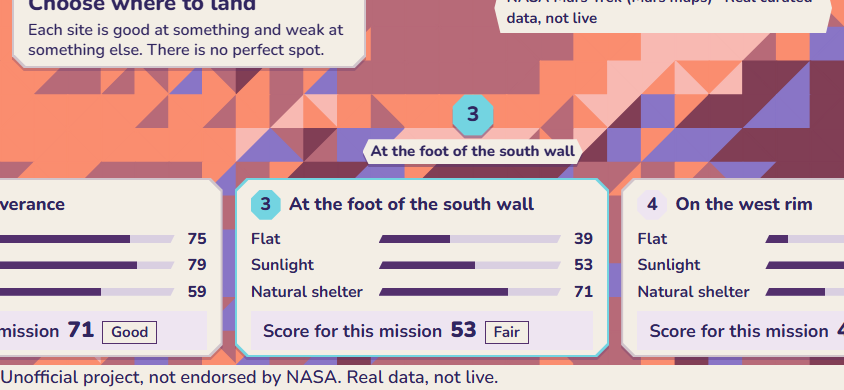 Choose where to land
Each site is good at something and weak at
something else. There is no perfect spot.
data, not live
3
At the foot of the south wall
verance
75
79
59
mission 71 Good
3 At the foot of the south wall
Flat 39
Sunlight 53
Natural shelter 71
Score for this mission 53 Fair
4 On the west rim
Flat
Sunlight
Natural shelter
Score for this mission 4
Unofficial project, not endorsed by NASA. Real data, not live.